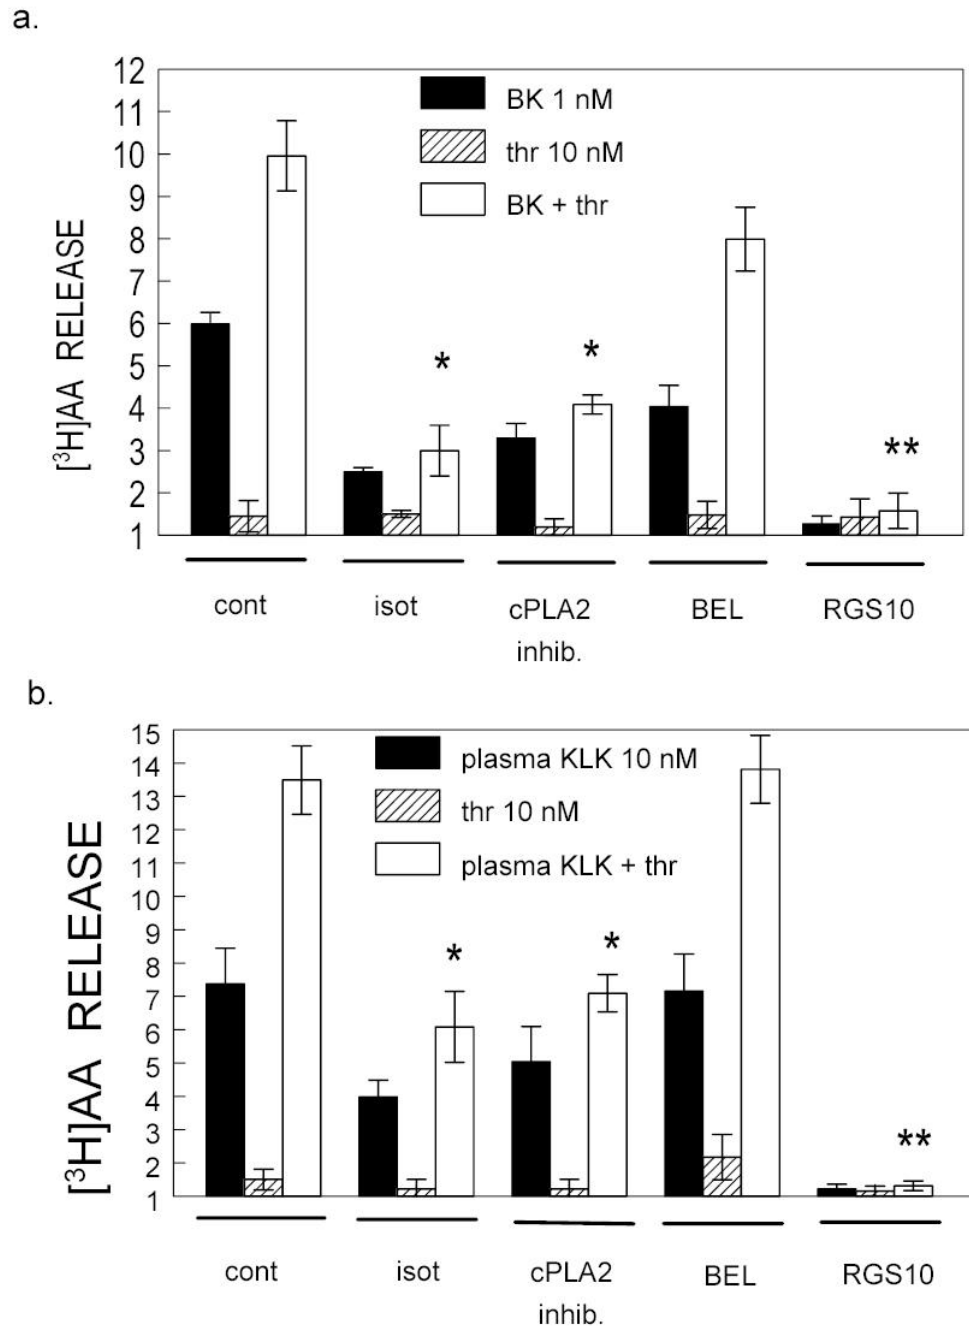 a.
12
11
10
9
8
7
6
5
4
3
2
1
[³H]AA RELEASE
BK 1 nM
thr 10 nM
BK + thr
*
*
**
cont isot cPLA2 BEL RGS10
inhib.
b.
15
14
13
12
11
10
9
8
7
6
5
4
3
2
1
[³H]AA RELEASE
plasma KLK 10 nM
thr 10 nM
plasma KLK + thr
*
*
**
cont isot cPLA2 BEL RGS10
inhib.